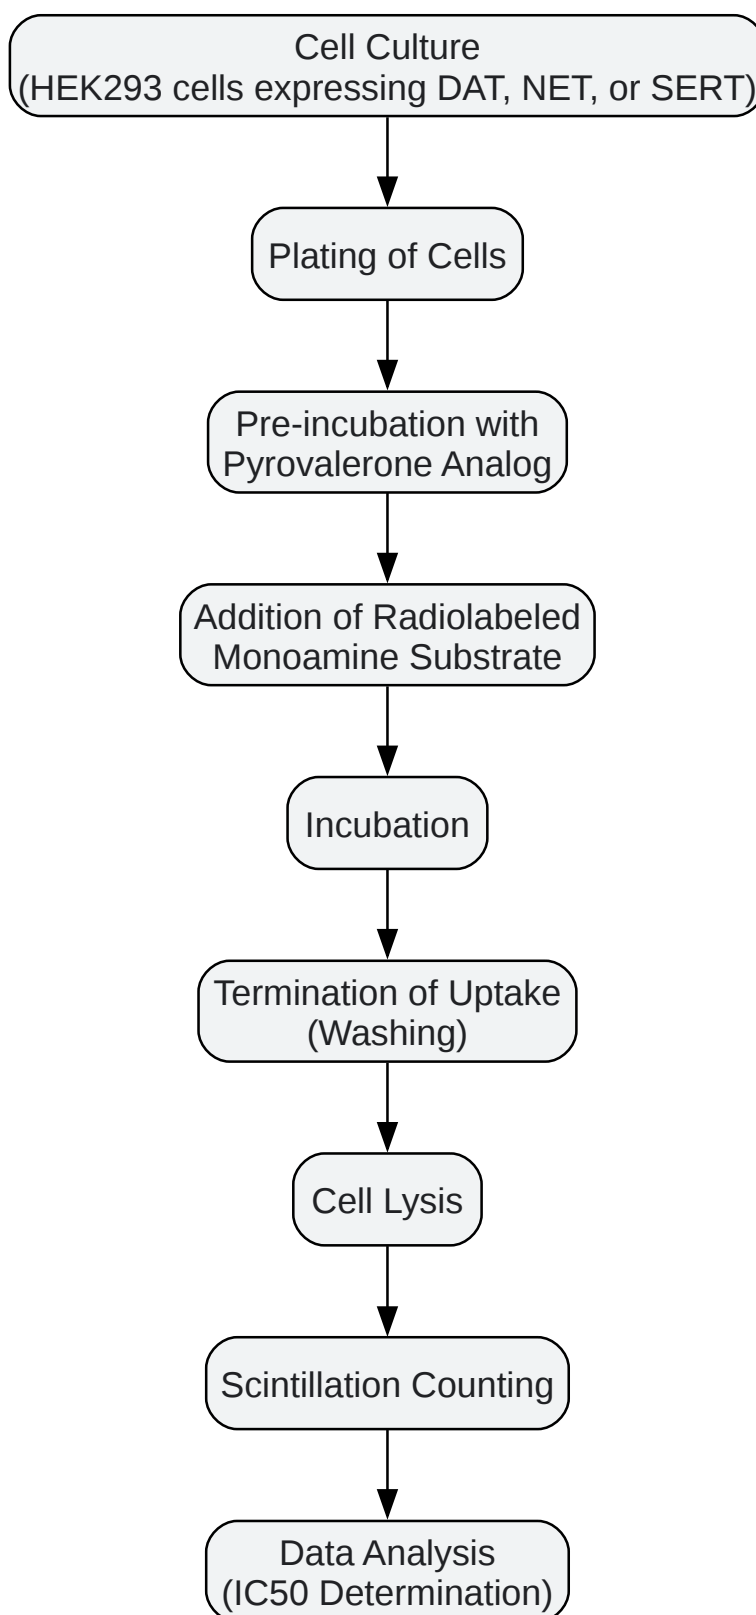 Cell Culture
(HEK293 cells expressing DAT, NET, or SERT)
Plating of Cells
Pre-incubation with
Pyrovalerone Analog
Addition of Radiolabeled
Monoamine Substrate
Incubation
Termination of Uptake
(Washing)
Cell Lysis
Scintillation Counting
Data Analysis
(IC50 Determination)